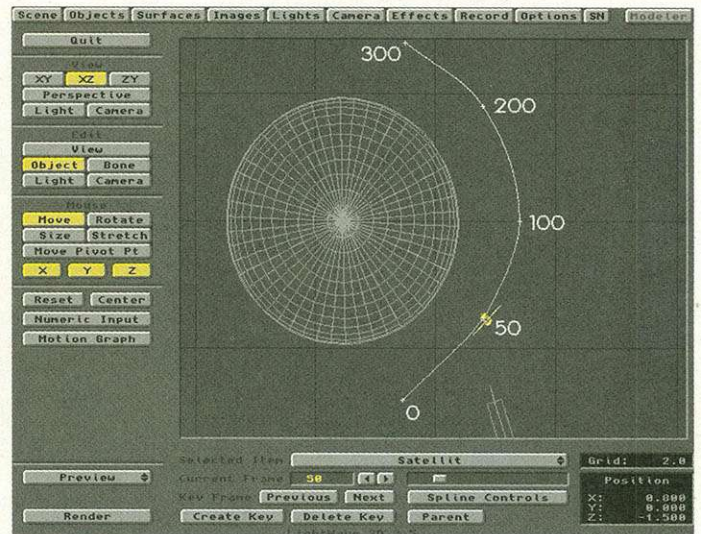 Scene Objects Surfaces Images Lights Camera Effects Record Options SN Modeler
Quit
View
XY XZ ZY
Perspective
Light Camera
Edit
View
Object Bone
Light Camera
Mouse
Move Rotate
Size Stretch
Move Pivot Pt
X Y Z
Reset Center
Numeric Input
Motion Graph
300
200
100
50
0
Selected Item Satellit
Grid: 2.0
Preview
Current Frame 50
Position
Key Frame Previous Next Spline Controls
X: 0.800
Y: 0.000
Z: -1.500
Render
Create Key Delete Key Parent